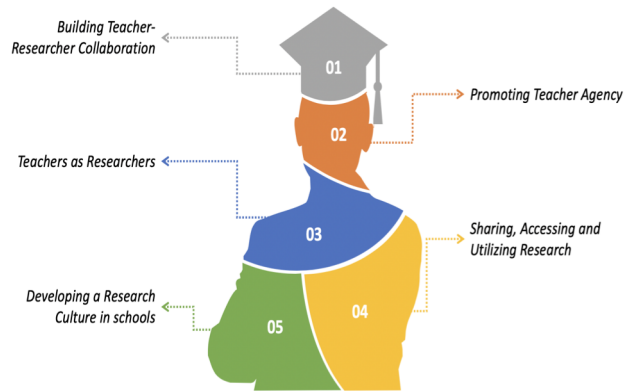 Building Teacher-
Researcher Collaboration
01
02
Promoting Teacher Agency
Teachers as Researchers
03
Sharing, Accessing and
Utilizing Research
04
Developing a Research
Culture in schools
05